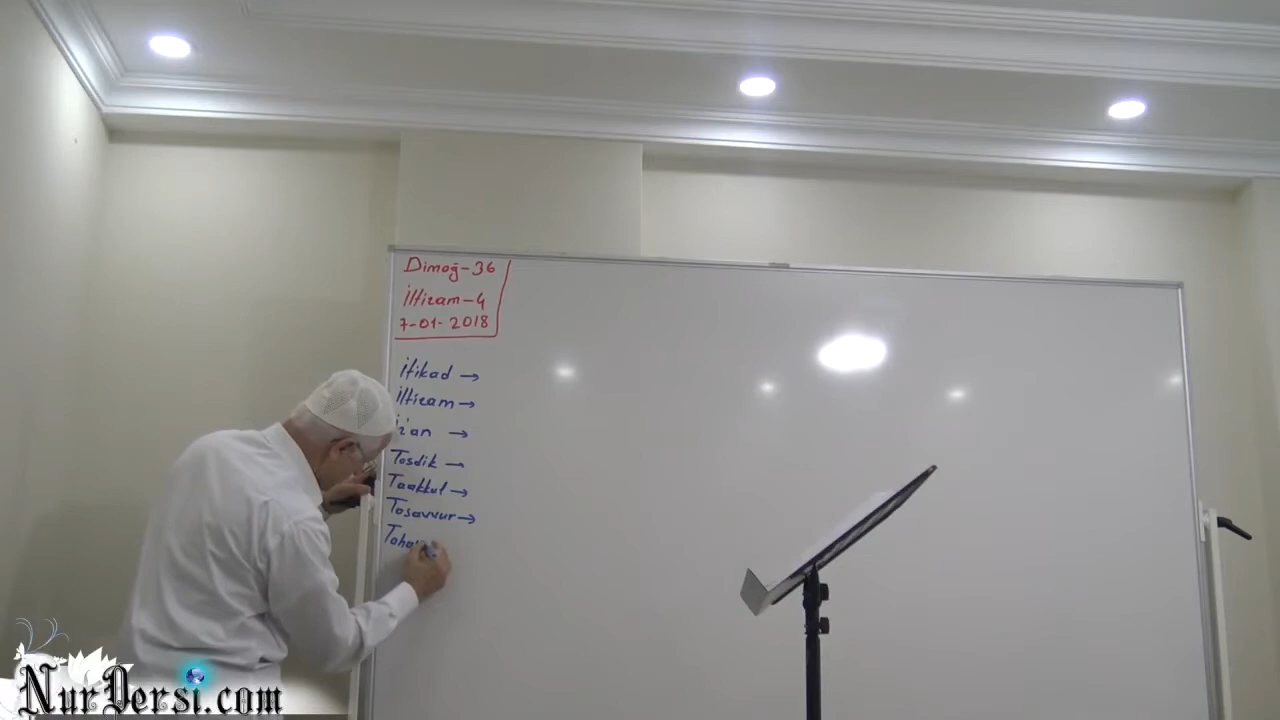 Dimağ-36
İltizam-4
7-01-2018
İtikad →
İltizam →
İz'an →
Tasdik →
Taakkul →
Tasavvur →
NurDersi.com